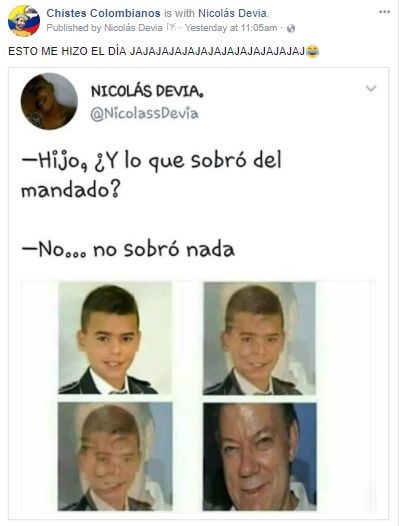 Chistes Colombianos is with Nicolás Devia.
Published by Nicolás Devia [?] · Yesterday at 11:05am ·
ESTO ME HIZO EL DÍA JAJAJAJAJAJAJAJAJAJAJAJAJAJ😂
NICOLÁS DEVIA.
@NicolassDevia
—Hijo, ¿Y lo que sobró del
mandado?
—No... no sobró nada